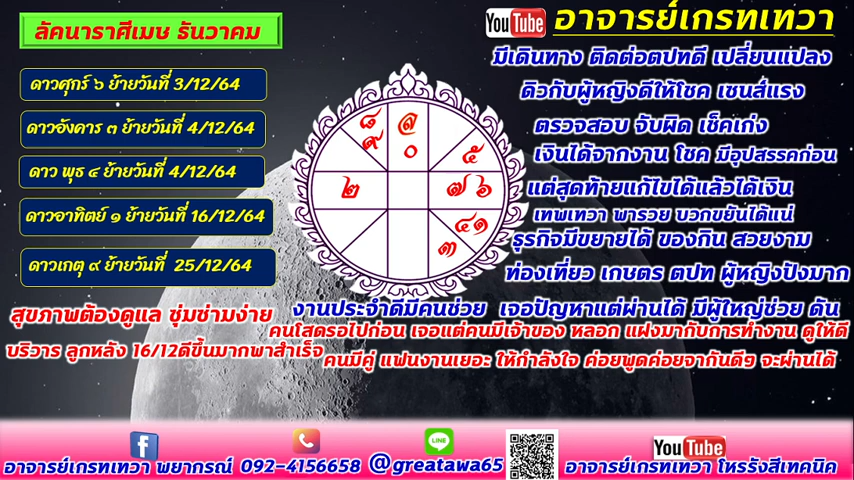 ลัคนาราศีเมษ ธันวาคม
YouTube อาจารย์เกรทเทวา
มีเดินทาง ติดต่อตปทดี เปลี่ยนแปลง
ดาวศุกร์ ๖ ย้ายวันที่ 3/12/64
ดิวกับผู้หญิงดีให้โชค เซนส์แรง
ดาวอังคาร ๓ ย้ายวันที่ 4/12/64
ตรวจสอบ จับผิด เช็คเก่ง
ดาว พุธ ๔ ย้ายวันที่ 4/12/64
เงินได้จากงาน โชค มีอุปสรรคก่อน
แต่สุดท้ายแก้ไขได้แล้วได้เงิน
ดาวอาทิตย์ ๑ ย้ายวันที่ 16/12/64
เทพเทวา พารวย บวกขยันได้แน่
ธุรกิจมีขยายได้ ของกิน สวยงาม
ดาวเกตุ ๙ ย้ายวันที่ 25/12/64
ท่องเที่ยว เกษตร ตปท ผู้หญิงปังมาก
๘ ล
๙ ๐ ๕
๒ ๗ ๖
๔ ๑
๓
สุขภาพต้องดูแล ซุ่มซ่ามง่าย
งานประจำดีมีคนช่วย เจอปัญหาแต่ผ่านได้ มีผู้ใหญ่ช่วย ดัน
คนโสดรอไปก่อน เจอแต่คนมีเจ้าของ หลอก แฝงมากับการทำงาน ดูให้ดี
บริวาร ลูกหลัง 16/12ดีขึ้นมากพาสำเร็จ
คนมีคู่ แฟนงานเยอะ ให้กำลังใจ ค่อยพูดค่อยจากันดีๆ จะผ่านได้
LINE
YouTube
อาจารย์เกรทเทวา พยากรณ์ 092-4156658 @greatawa65 อาจารย์เกรทเทวา โหรรังสีเทคนิค